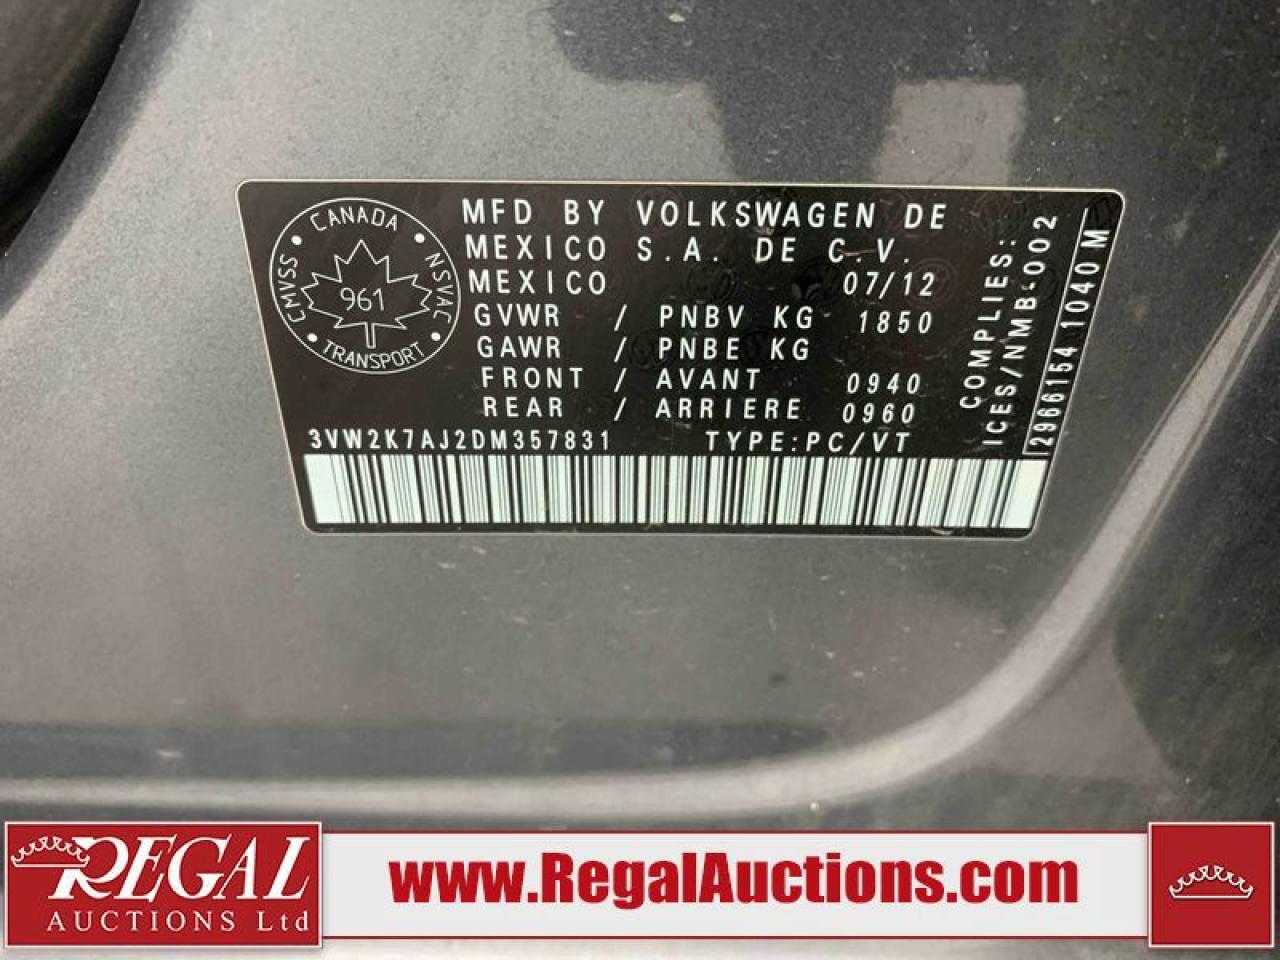 CANADA
CMVSS
NSVAC
961
TRANSPORT
MFD BY VOLKSWAGEN DE
MEXICO S.A. DE C.V.
MEXICO 07/12
GVWR / PNBV KG 1850
GAWR / PNBE KG
FRONT / AVANT 0940
REAR / ARRIERE 0960
3VW2K7AJ2DM357831 TYPE:PC/VT
COMPLIES:
ICES/NMB-002
2966154 1040 M
REGAL
AUCTIONS Ltd
www.RegalAuctions.com